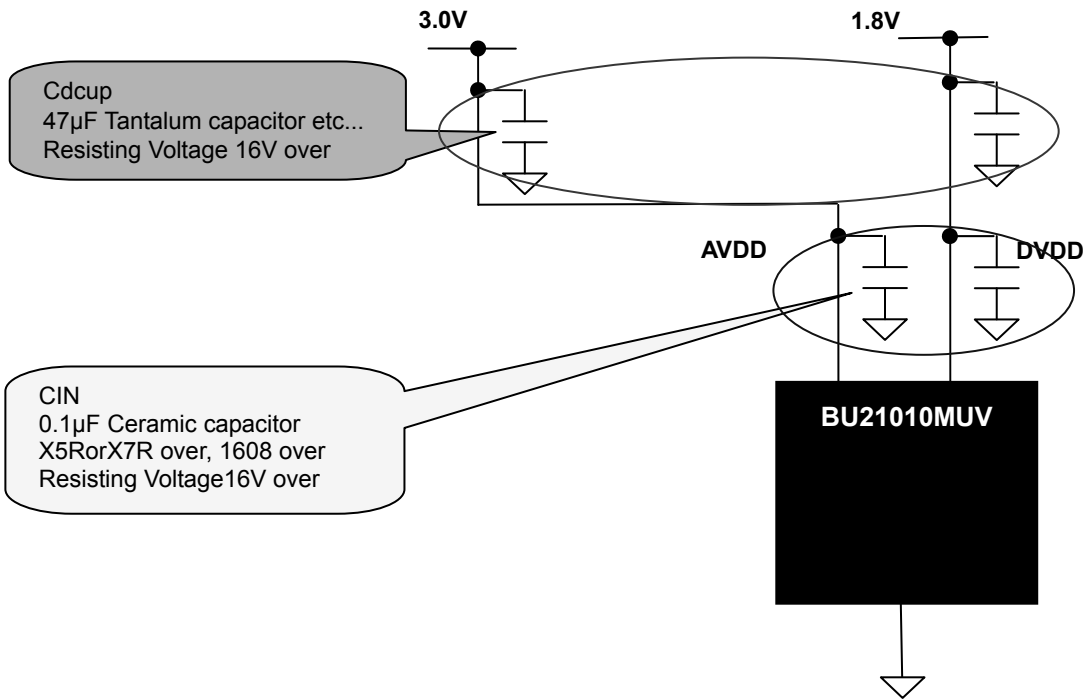 3.0V
1.8V
Cdcup
47µF Tantalum capacitor etc...
Resisting Voltage 16V over
AVDD
DVDD
CIN
0.1µF Ceramic capacitor
X5RorX7R over, 1608 over
Resisting Voltage16V over
BU21010MUV